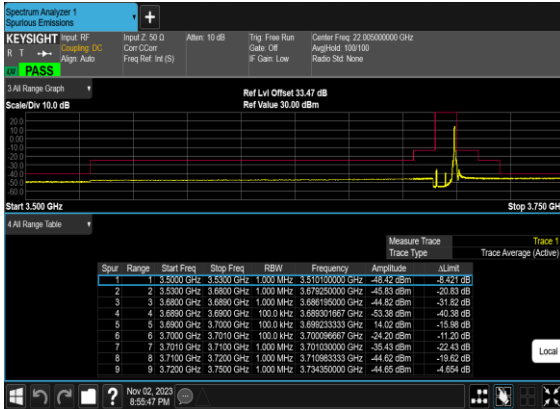 Spectrum Analyzer 1
Spurious Emissions
KEYSIGHT
R T
LXI PASS
Input: RF
Coupling: DC
Align: Auto
Input Z: 50 Ω
Corr CCorr
Freq Ref: Int (S)
Atten: 10 dB
Trig: Free Run
Gate: Off
IF Gain: Low
Center Freq: 22.005000000 GHz
Avg|Hold: 100/100
Radio Std: None
3 All Range Graph
Scale/Div 10.0 dB
Ref Lvl Offset 33.47 dB
Ref Value 30.00 dBm
20.0
10.0
0.00
-10.0
-20.0
-30.0
-40.0
-50.0
-60.0
Start 3.500 GHz
Stop 3.750 GH
4 All Range Table
Measure Trace Trace 1
Trace Type Trace Average (Active)
Spur Range Start Freq Stop Freq RBW Frequency Amplitude ΔLimit
1 1 3.5000 GHz 3.5300 GHz 1.000 MHz 3.510100000 GHz -48.42 dBm -8.421 dB
2 2 3.5300 GHz 3.6800 GHz 1.000 MHz 3.679250000 GHz -45.83 dBm -20.83 dB
3 3 3.6800 GHz 3.6890 GHz 1.000 MHz 3.686195000 GHz -44.82 dBm -31.82 dB
4 4 3.6890 GHz 3.6900 GHz 100.0 kHz 3.689301667 GHz -53.38 dBm -40.38 dB
5 5 3.6900 GHz 3.7000 GHz 100.0 kHz 3.699233333 GHz 14.02 dBm -15.98 dB
6 6 3.7000 GHz 3.7010 GHz 100.0 kHz 3.700096667 GHz -24.20 dBm -11.20 dB
7 7 3.7010 GHz 3.7100 GHz 1.000 MHz 3.701030000 GHz -35.43 dBm -22.43 dB
8 8 3.7100 GHz 3.7200 GHz 1.000 MHz 3.710983333 GHz -44.62 dBm -19.62 dB
9 9 3.7200 GHz 3.7500 GHz 1.000 MHz 3.734350000 GHz -44.65 dBm -4.654 dB
Local
Nov 02, 2023
8:55:47 PM